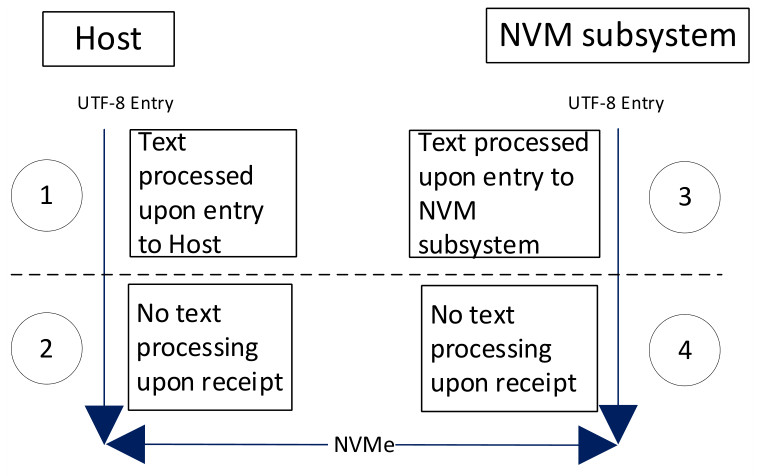 Host
NVM subsystem
UTF-8 Entry
UTF-8 Entry
1
Text
processed
upon entry
to Host
Text processed
upon entry to
NVM
subsystem
3
2
No text
processing
upon receipt
No text
processing
upon receipt
4
NVMe